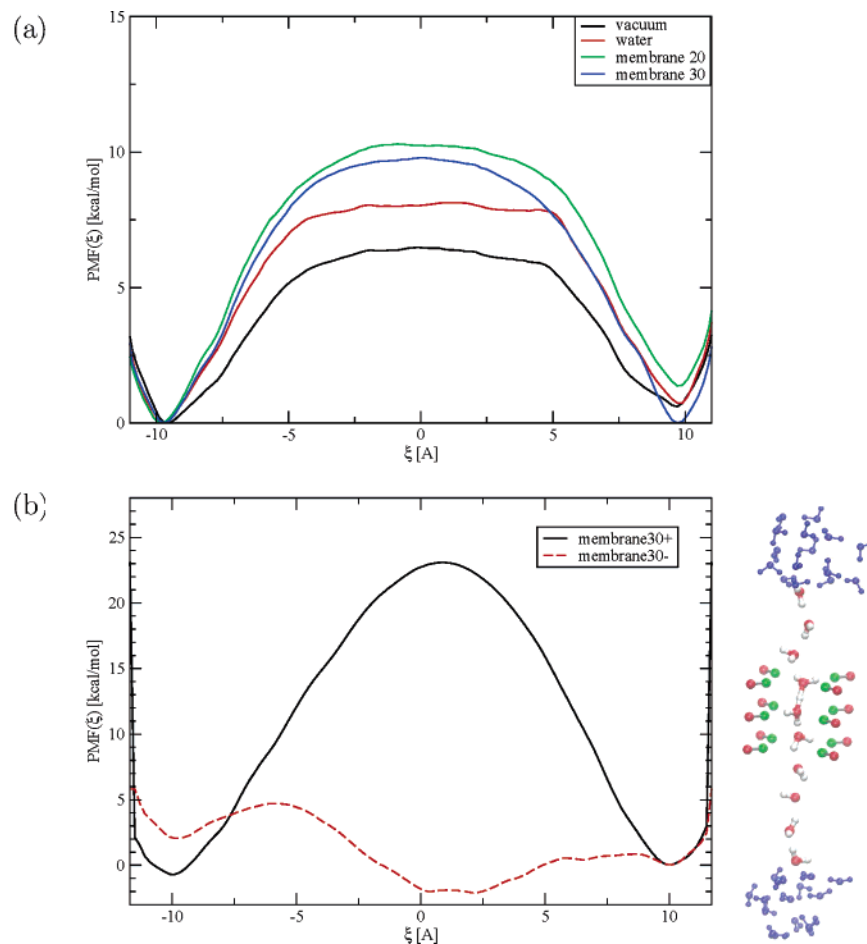 (a)
15
10
5
0
PMF(ξ) [kcal/mol]
vacuum
water
membrane 20
membrane 30
-10
-5
0
5
10
ξ [A]
(b)
25
20
15
10
5
0
PMF(ξ) [kcal/mol]
membrane30+
membrane30-
-10
-5
0
5
10
ξ [A]